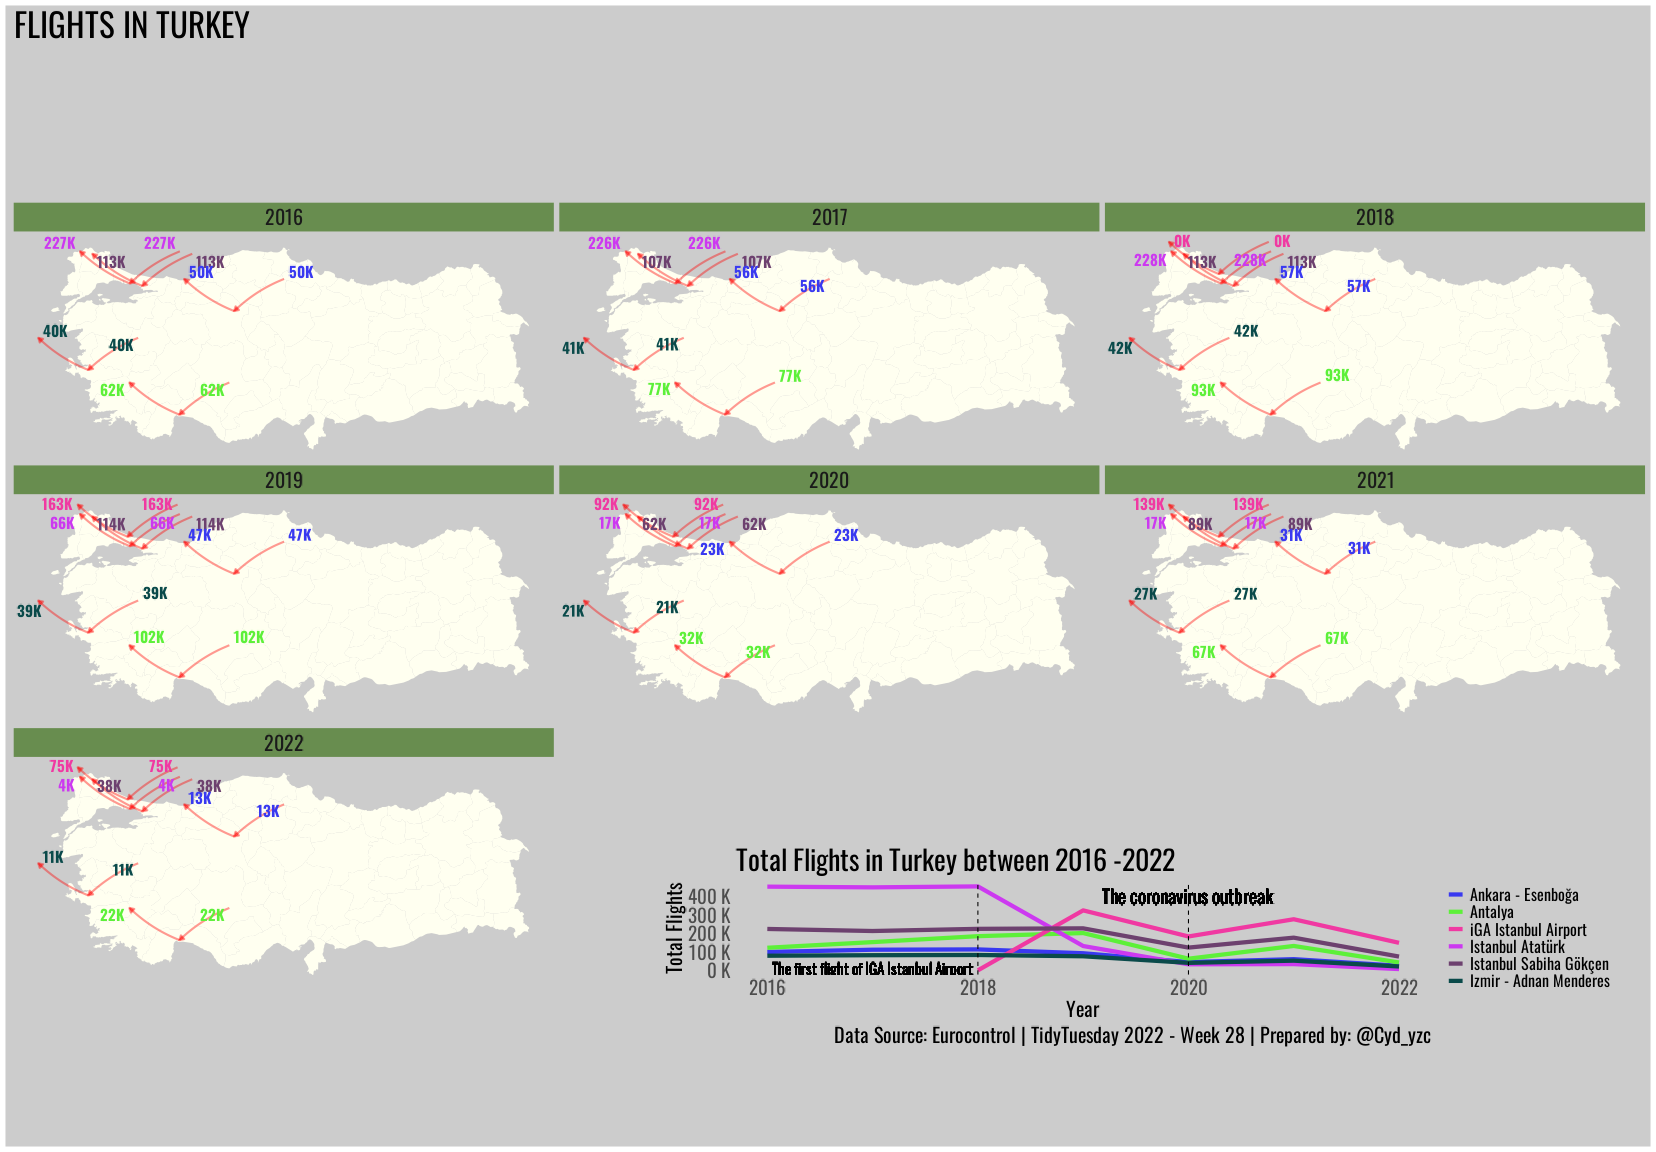 FLIGHTS IN TURKEY
2016
2017
2018
227K 227K
113K 113K
50K 50K
40K
40K
62K 62K
226K 226K
107K 107K
56K
56K
41K 41K
77K 77K
0K 0K
228K 113K 228K 113K
57K
57K
42K
42K
93K 93K
2019
2020
2021
163K 163K
66K 114K 66K 114K
47K 47K
39K
39K
102K 102K
92K 92K
17K 62K 17K 62K
23K
23K
21K 21K
32K
32K
139K 139K
17K 89K 17K 89K
31K
31K
27K 27K
67K
67K
2022
75K 75K
4K 38K 4K 38K
13K
13K
11K
11K
22K 22K
Total Flights in Turkey between 2016 -2022
Total Flights
400 K
300 K
200 K
100 K
0 K
The coronavirus outbreak
The first flight of IGA Istanbul Airport
2016 2018 2020 2022
Year
Ankara - Esenboğa
Antalya
iGA Istanbul Airport
Istanbul Atatürk
Istanbul Sabiha Gökçen
Izmir - Adnan Menderes
Data Source: Eurocontrol | TidyTuesday 2022 - Week 28 | Prepared by: @Cyd_yzc